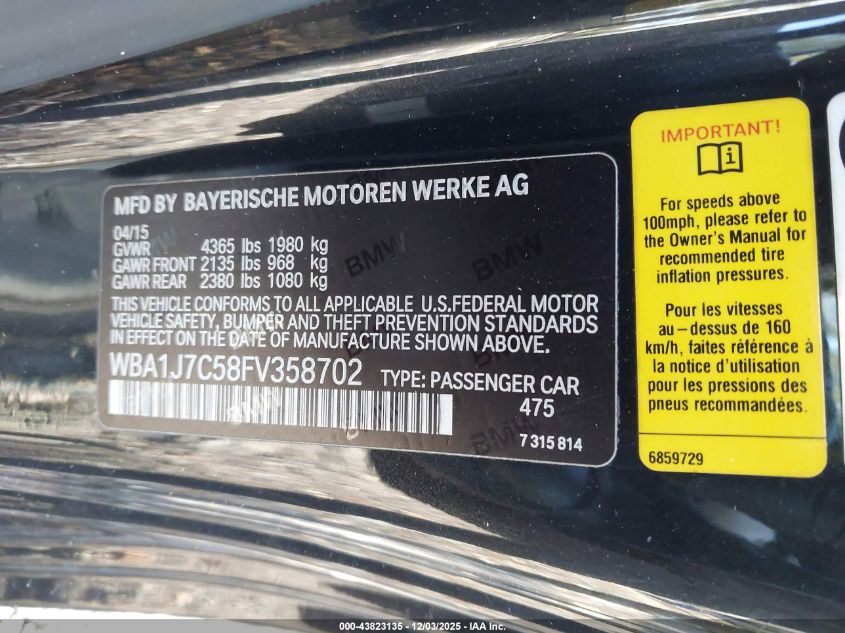 MFD BY BAYERISCHE MOTOREN WERKE AG
04/15
GVWR 4365 lbs 1980 kg
GAWR FRONT 2135 lbs 968 kg
GAWR REAR 2380 lbs 1080 kg
THIS VEHICLE CONFORMS TO ALL APPLICABLE U.S.FEDERAL MOTOR
VEHICLE SAFETY, BUMPER AND THEFT PREVENTION STANDARDS
IN EFFECT ON THE DATE OF MANUFACTURE SHOWN ABOVE.
WBA1J7C58FV358702 TYPE: PASSENGER CAR
475
7 315 814
BMW
BMW
BMW
BMW
BMW
IMPORTANT!
For speeds above
100mph, please refer to
the Owner's Manual for
recommended tire
inflation pressures.
Pour les vitesses
au-dessus de 160
km/h, faites référence à
la notice d'utilisation
pour les pressions des
pneus recommandées.
6859729
000-43823135 - 12/03/2025 - IAA Inc.